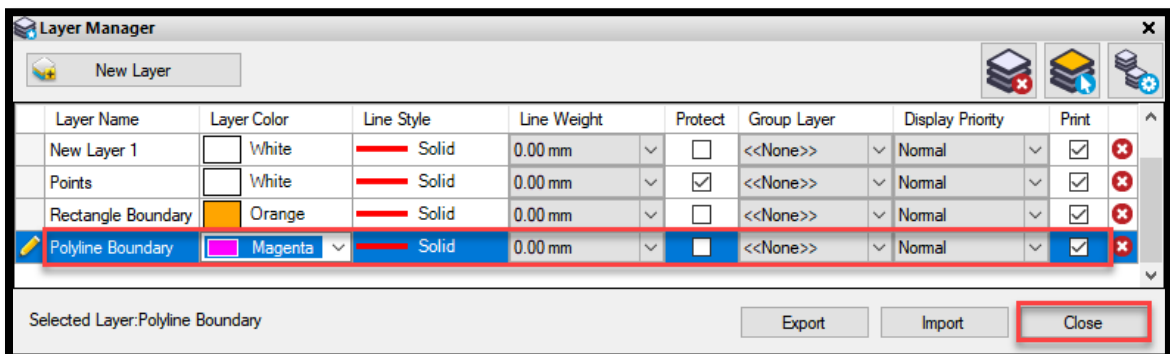 Layer Manager
New Layer
Layer Name Layer Color Line Style Line Weight Protect Group Layer Display Priority Print
New Layer 1 White Solid 0.00 mm <<None>> Normal
Points White Solid 0.00 mm <<None>> Normal
Rectangle Boundary Orange Solid 0.00 mm <<None>> Normal
Polyline Boundary Magenta Solid 0.00 mm <<None>> Normal
Selected Layer:Polyline Boundary Export Import Close